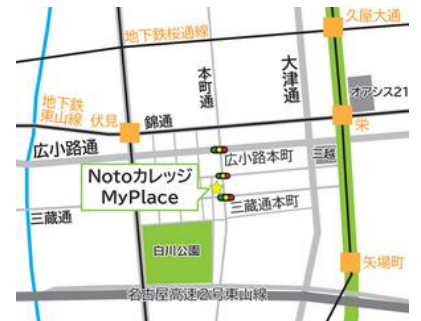 久屋大通
地下鉄桜通線
本町通
大津通
オアシス21
地下鉄
東山線 伏見
錦通
栄
広小路通
広小路本町
三越
Notoカレッジ
MyPlace
三蔵通本町
三蔵通
白川公園
矢場町
名古屋高速2号東山線